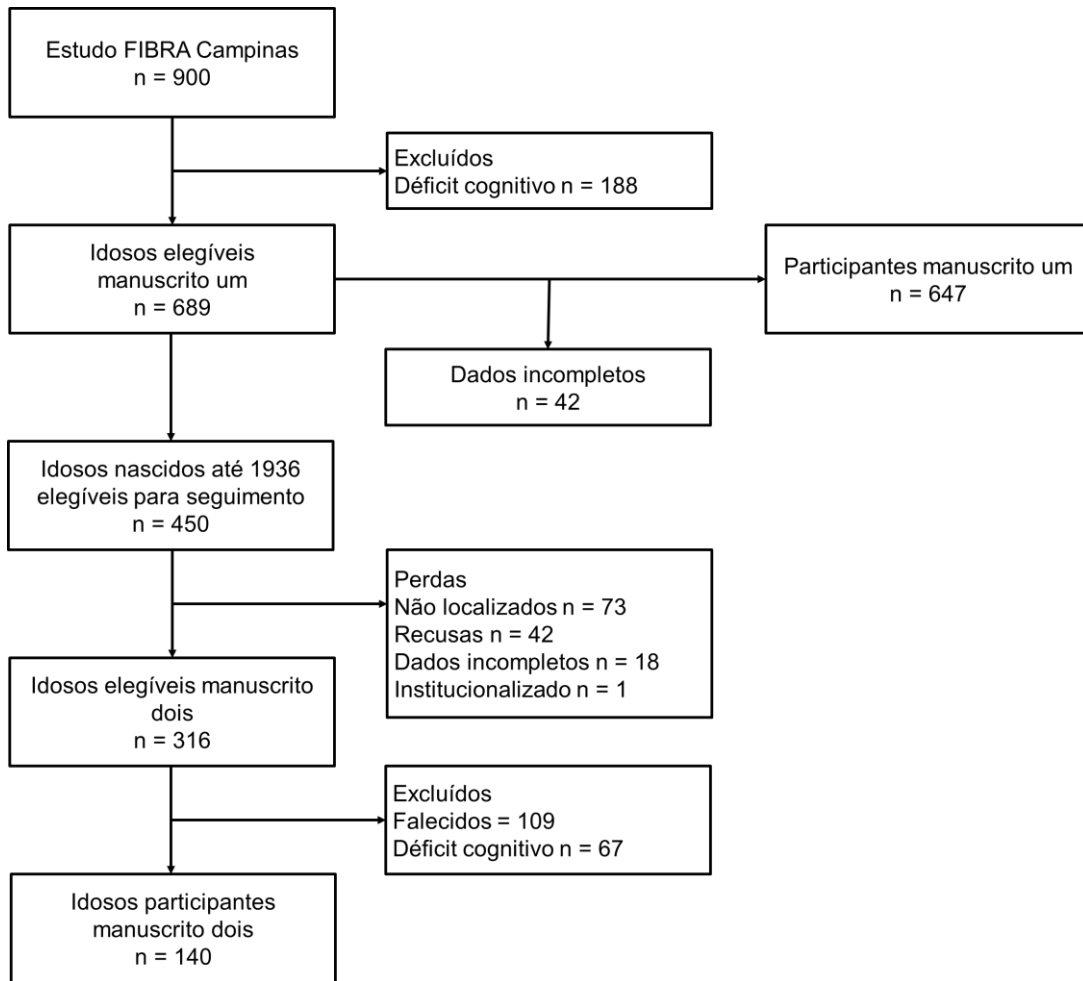 Estudo FIBRA Campinas
n = 900
Excluídos
Déficit cognitivo n = 188
Idosos elegíveis
manuscrito um
n = 689
Participantes manuscrito um
n = 647
Dados incompletos
n = 42
Idosos nascidos até 1936
elegíveis para seguimento
n = 450
Perdas
Não localizados n = 73
Recusas n = 42
Dados incompletos n = 18
Institucionalizado n = 1
Idosos elegíveis manuscrito
dois
n = 316
Excluídos
Falecidos = 109
Déficit cognitivo n = 67
Idosos participantes
manuscrito dois
n = 140